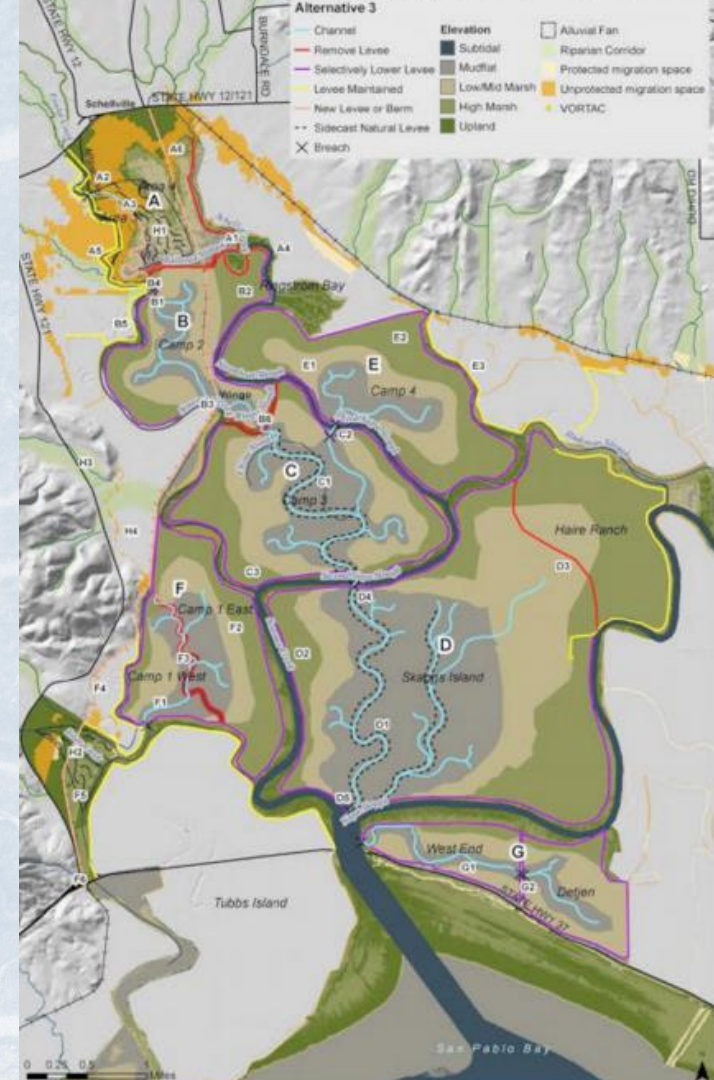 Alternative 3
Channel
Remove Levee
Selectively Lower Levee
Levee Maintained
New Levee or Berm
Sidecast Natural Levee
Breach
Elevation
Subtidal
Mudflat
Low/Mid Marsh
High Marsh
Upland
Alluvial Fan
Riparian Corridor
Protected migration space
Unprotected migration space
VORTAC
STATE HWY 12
BURNDALE RD
Schellville
STATE HWY 12/121
DUHIG RD
A6
A2
A3
A
H1
A5
A1
A4
B4
B1
B2
Ringstrom Bay
STATE HWY 121
B
B5
Camp 2
E2
E1
E
E3
Camp 4
Wingo
B3
B6
C2
H3
C
C1
Camp 3
H4
Haire Ranch
C3
D3
D4
F
Camp 1 East
F2
D2
D
F3
Camp 1 West
Skaggs Island
F4
F1
D1
H2
F5
D5
West End
G
G1
G2
Detjen
STATE HWY 37
F6
Tubbs Island
San Pablo Bay
0 0.25 0.5 1
Miles